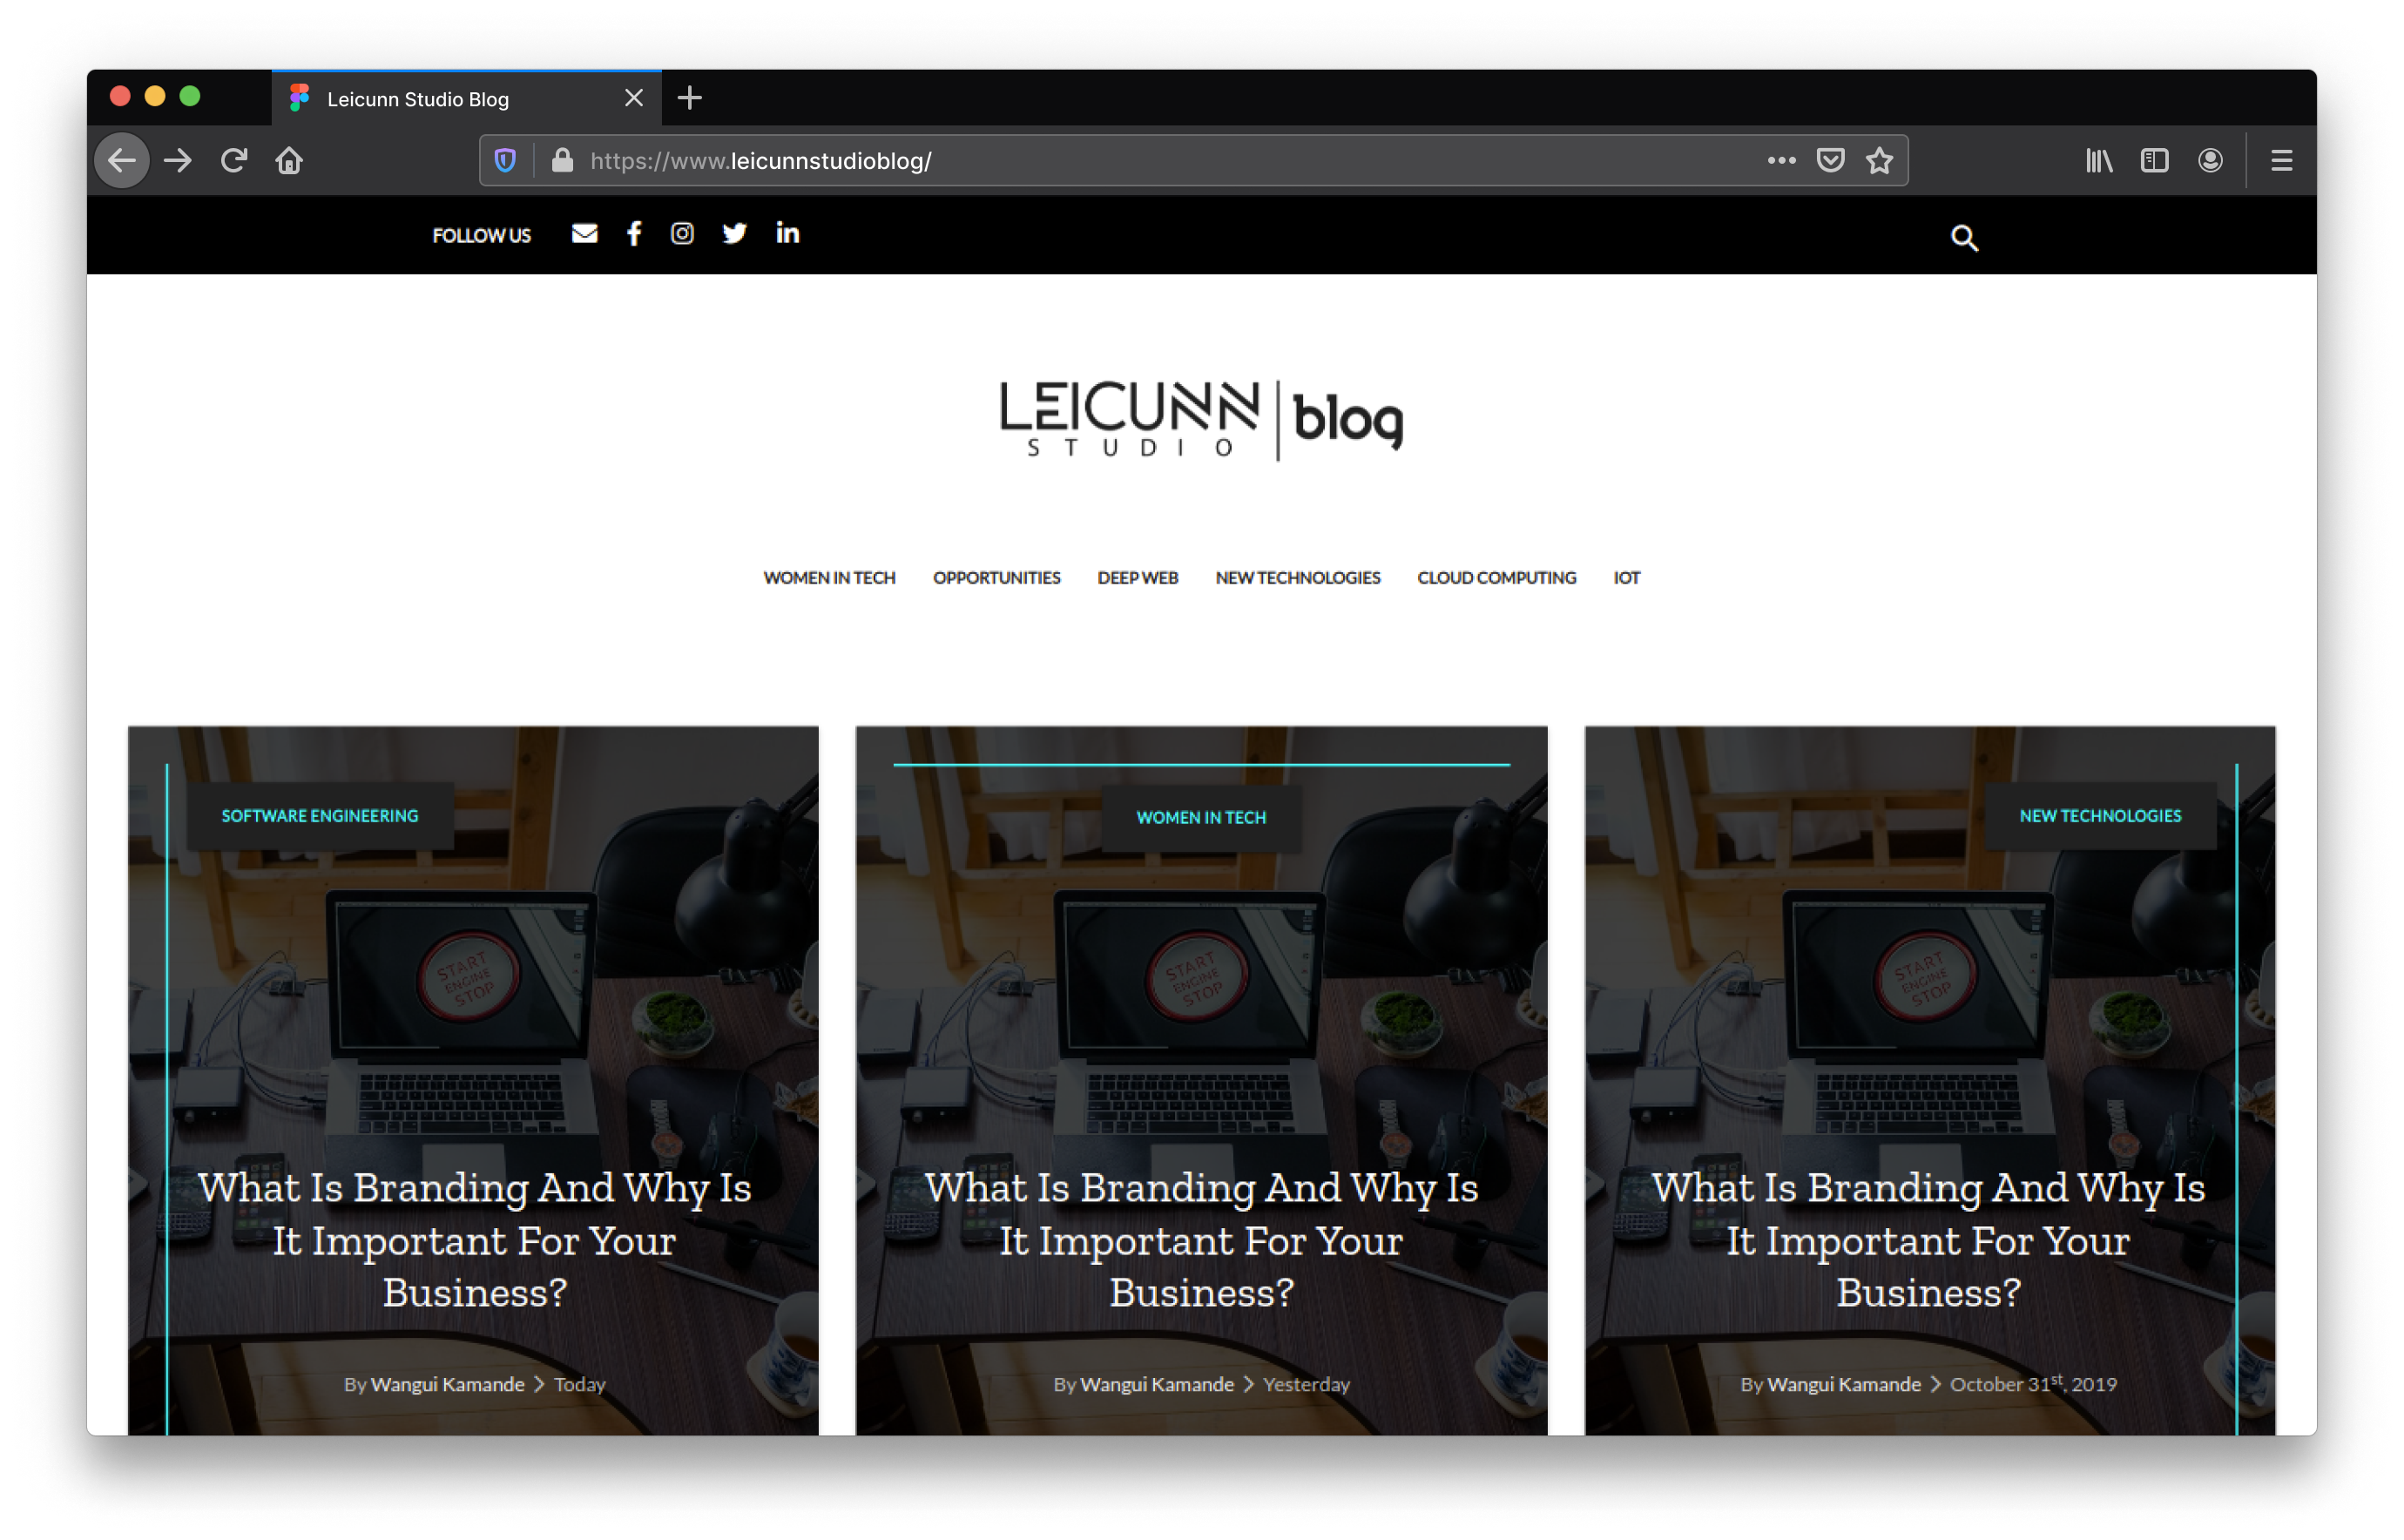 Leicunn Studio Blog
https://www.leicunnstudioblog/
FOLLOW US
LEICUNN
STUDIO
blog
WOMEN IN TECH OPPORTUNITIES DEEP WEB NEW TECHNOLOGIES CLOUD COMPUTING IOT
SOFTWARE ENGINEERING
START
ENGINE
STOP
What Is Branding And Why Is
It Important For Your
Business?
By Wangui Kamande > Today
WOMEN IN TECH
START
ENGINE
STOP
What Is Branding And Why Is
It Important For Your
Business?
By Wangui Kamande > Yesterday
NEW TECHNOLOGIES
START
ENGINE
STOP
What Is Branding And Why Is
It Important For Your
Business?
By Wangui Kamande > October 31st, 2019